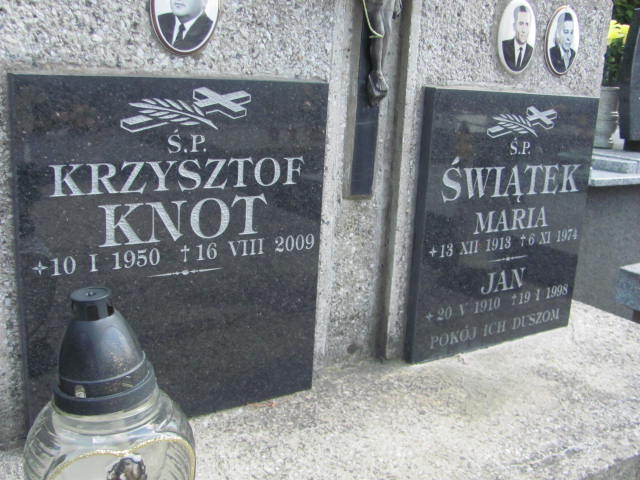 Ś.P.
KRZYSZTOF
KNOT
10 I 1950 † 16 VIII 2009
Ś.P.
ŚWIĄTEK
MARIA
13 XII 1913 † 6 XI 1974
JAN
20 V 1910 † 19 I 1998
POKÓJ ICH DUSZOM